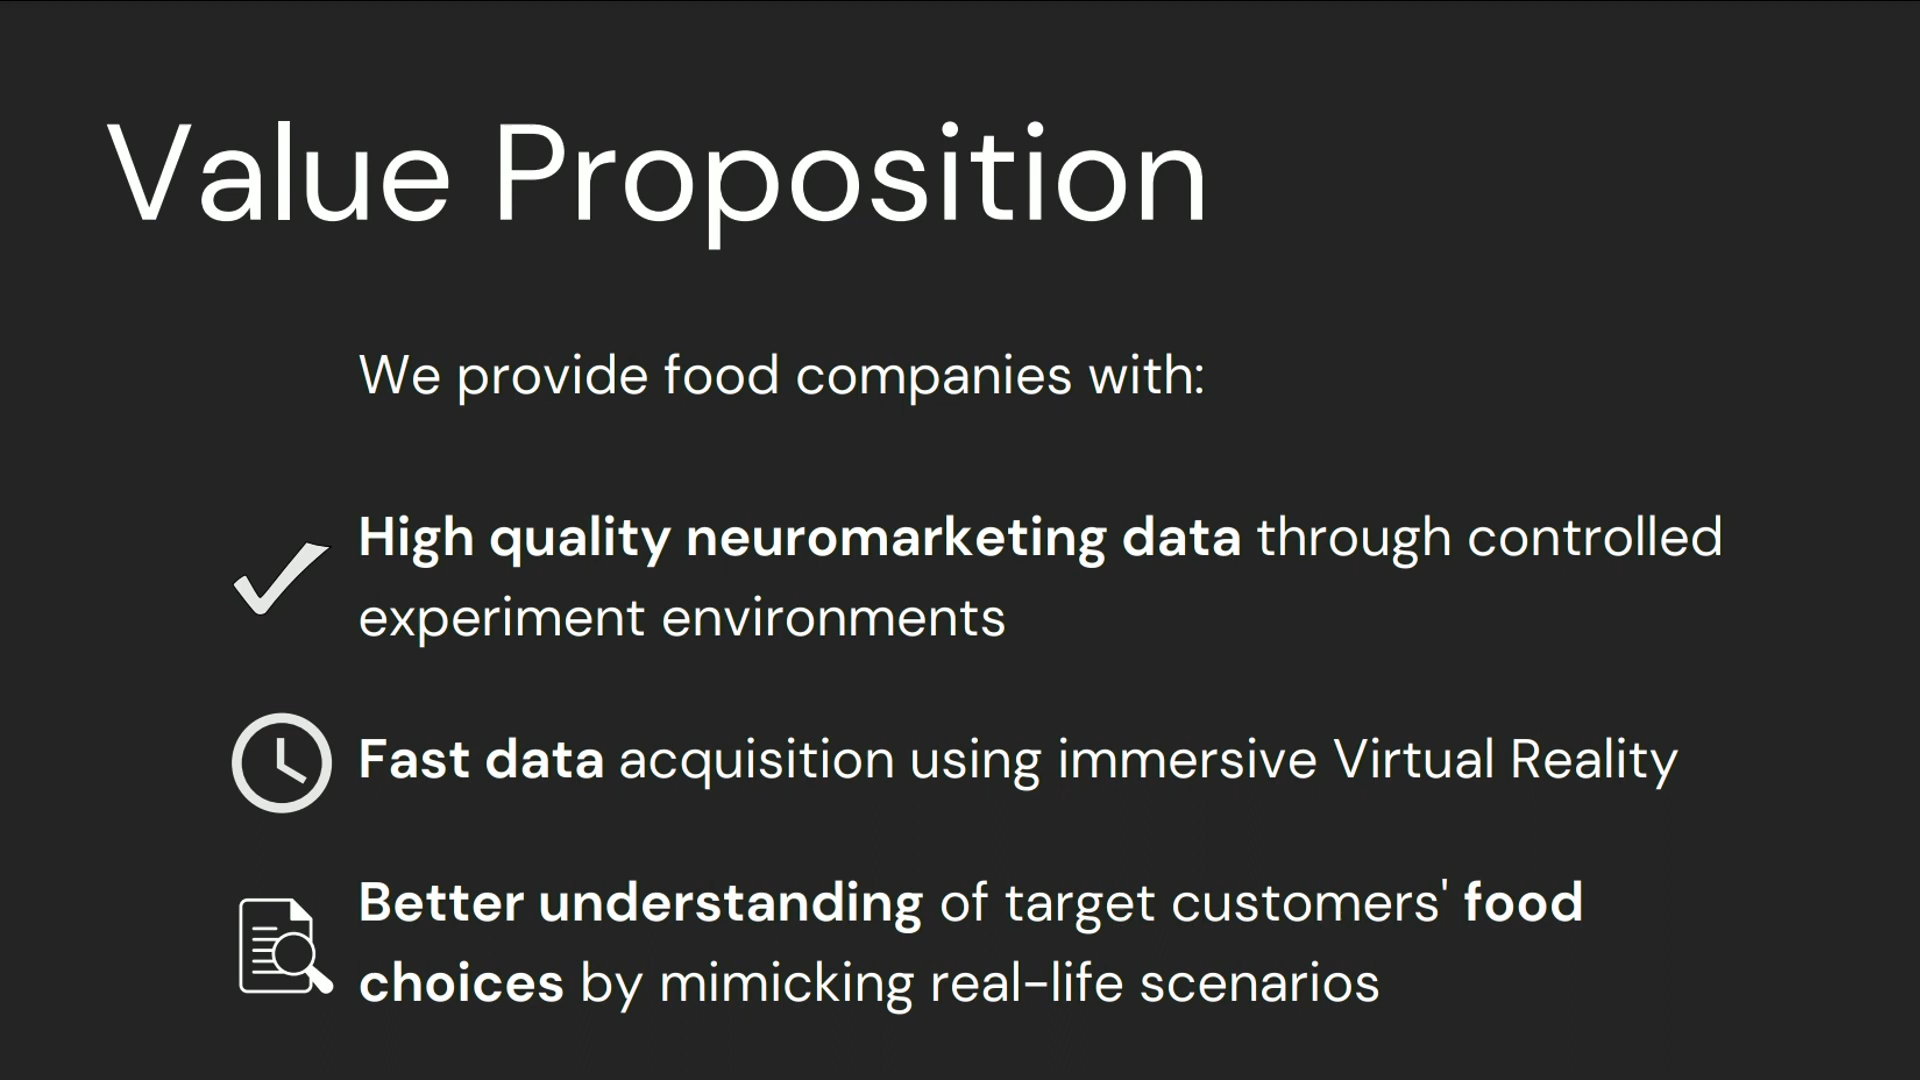 Value Proposition
We provide food companies with:
High quality neuromarketing data through controlled
experiment environments
Fast data acquisition using immersive Virtual Reality
Better understanding of target customers' food
choices by mimicking real-life scenarios